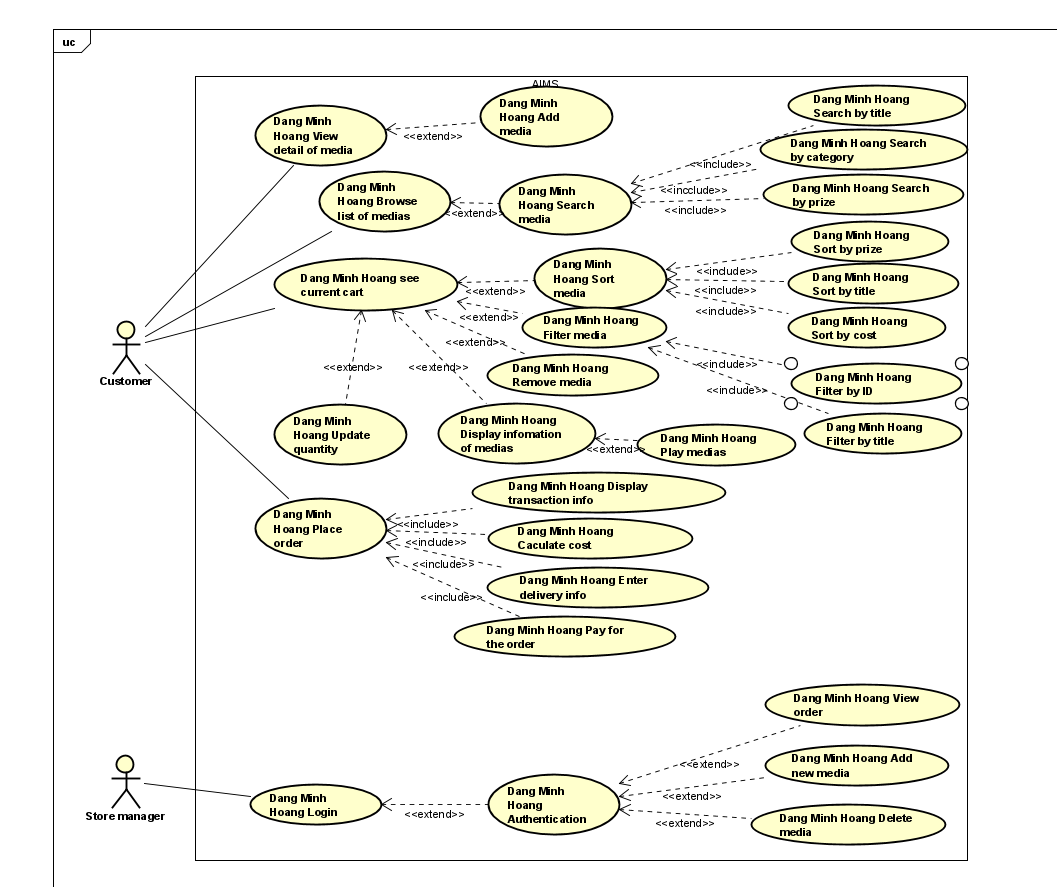 uc
AIMS
Dang Minh
Hoang View
detail of media
<<extend>>
Dang Minh
Hoang Add
media
Dang Minh Hoang
Search by title
<<include>>
Dang Minh Hoang Search
by category
Dang Minh
Hoang Browse
list of medias
<<extend>>
Dang Minh
Hoang Search
media
<<incclude>>
<<include>>
Dang Minh Hoang Search
by prize
Dang Minh Hoang see
current cart
<<extend>>
Dang Minh
Hoang Sort
media
<<include>>
<<include>>
<<include>>
Dang Minh Hoang
Sort by prize
Dang Minh Hoang
Sort by title
Dang Minh Hoang
Sort by cost
<<extend>>
Dang Minh Hoang
Filter media
<<extend>>
Dang Minh Hoang
Remove media
<<include>>
<<include>>
Dang Minh Hoang
Filter by ID
Dang Minh Hoang
Filter by title
Customer
<<extend>>
<<extend>>
Dang Minh
Hoang Update
quantity
Dang Minh Hoang
Display infomation
of medias
<<extend>>
Dang Minh Hoang
Play medias
Dang Minh
Hoang Place
order
<<include>>
<<include>>
<<include>>
<<include>>
Dang Minh Hoang Display
transaction info
Dang Minh Hoang
Caculate cost
Dang Minh Hoang Enter
delivery info
Dang Minh Hoang Pay for
the order
Store manager
Dang Minh
Hoang Login
<<extend>>
Dang Minh
Hoang
Authentication
<<extend>>
<<extend>>
<<extend>>
Dang Minh Hoang View
order
Dang Minh Hoang Add
new media
Dang Minh Hoang Delete
media